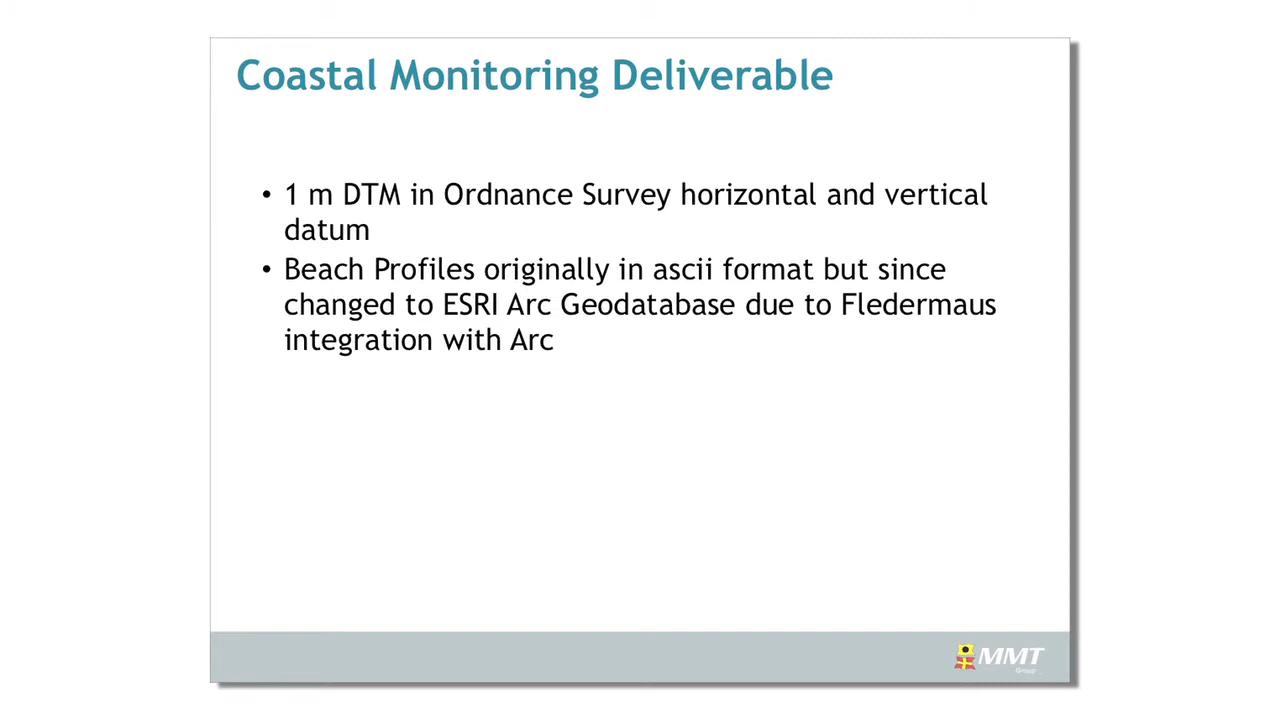 Coastal Monitoring Deliverable
• 1 m DTM in Ordnance Survey horizontal and vertical
datum
• Beach Profiles originally in ascii format but since
changed to ESRI Arc Geodatabase due to Fledermaus
integration with Arc
MMT
Group